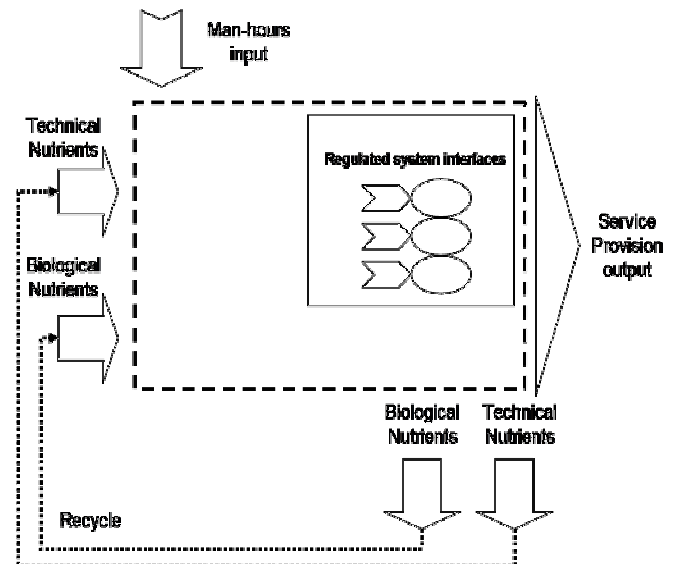 Man-hours
input
Technical
Nutrients
Regulated system interfaces
Service
Provision
output
Biological
Nutrients
Biological
Nutrients
Technical
Nutrients
Recycle